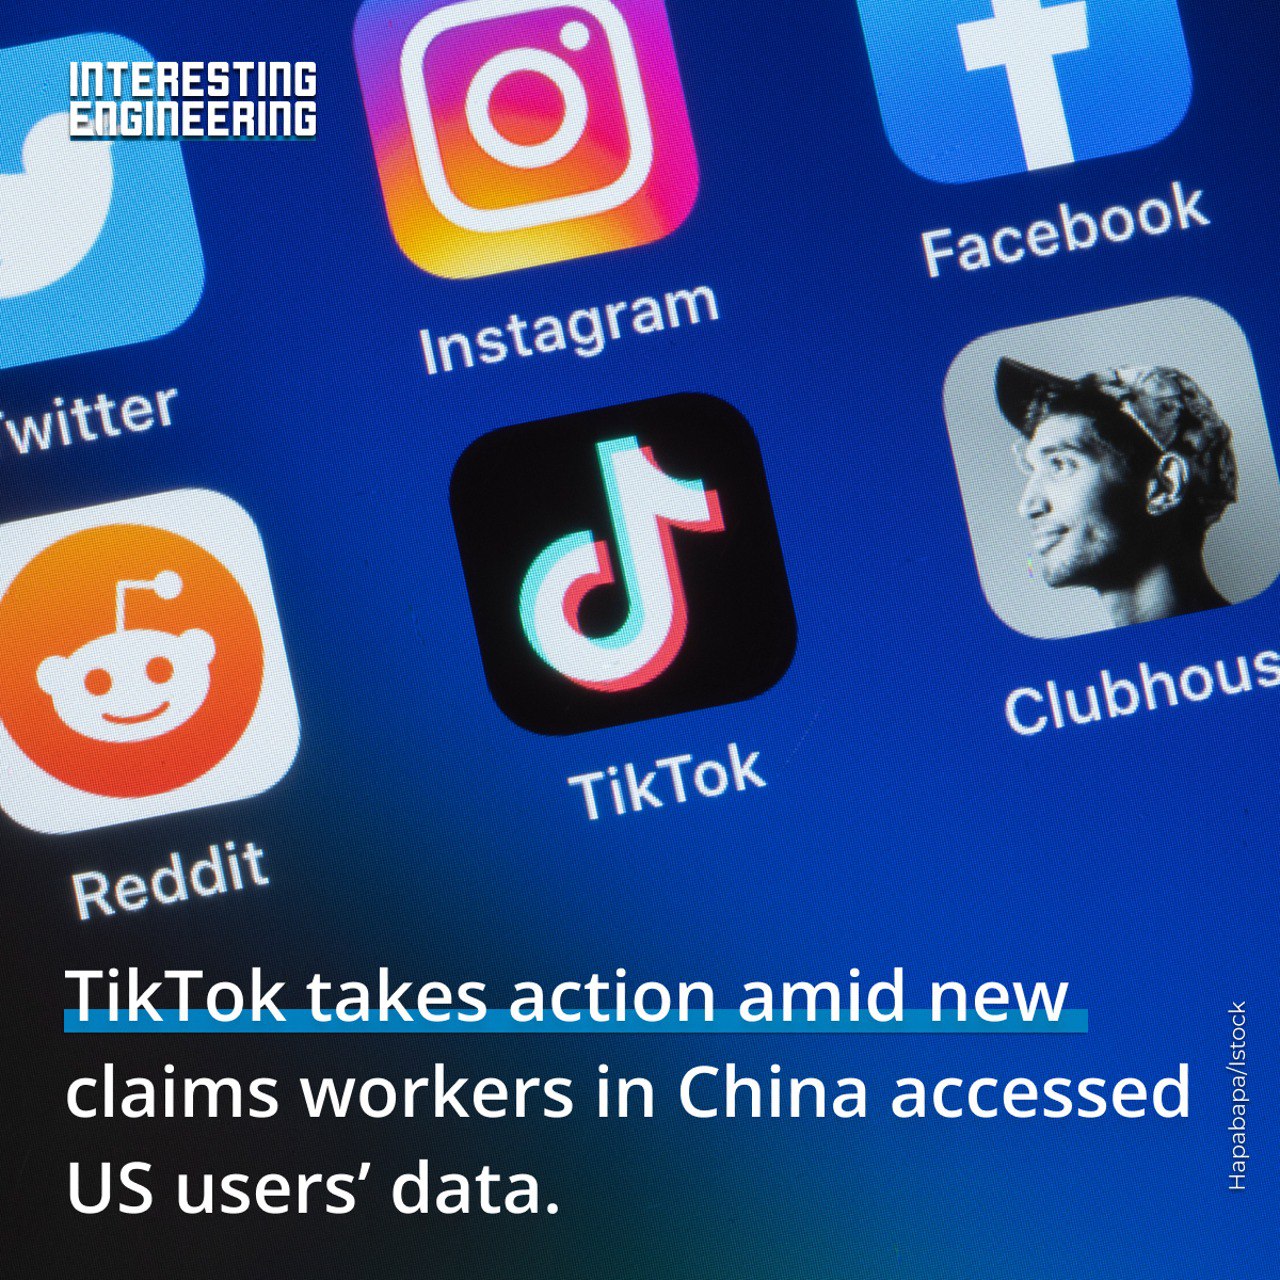 INTERESTING
ENGINEERING
Facebook
Instagram
Twitter
Clubhous
TikTok
Reddit
TikTok takes action amid new
claims workers in China accessed
US users’ data.
Hapabapa/Istock